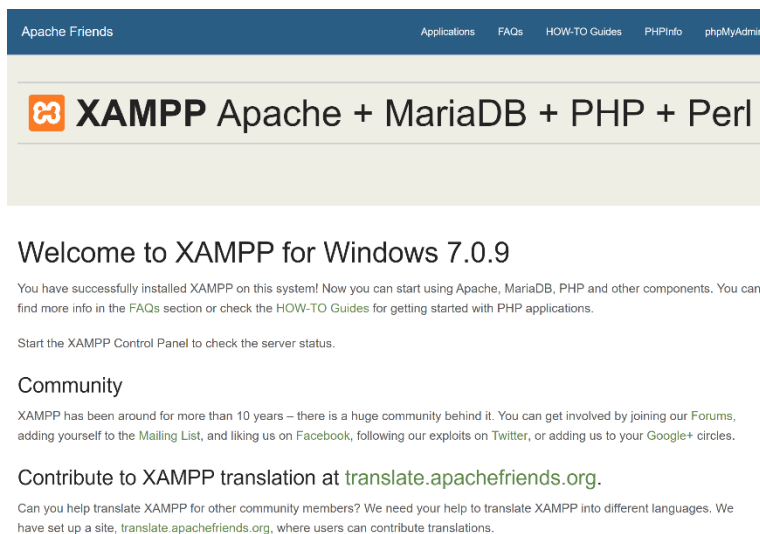 Apache Friends Applications FAQs HOW-TO Guides PHPInfo phpMyAdmin
XAMPP Apache + MariaDB + PHP + Perl
Welcome to XAMPP for Windows 7.0.9
You have successfully installed XAMPP on this system! Now you can start using Apache, MariaDB, PHP and other components. You can
find more info in the FAQs section or check the HOW-TO Guides for getting started with PHP applications.
Start the XAMPP Control Panel to check the server status.
Community
XAMPP has been around for more than 10 years – there is a huge community behind it. You can get involved by joining our Forums,
adding yourself to the Mailing List, and liking us on Facebook, following our exploits on Twitter, or adding us to your Google+ circles.
Contribute to XAMPP translation at translate.apachefriends.org.
Can you help translate XAMPP for other community members? We need your help to translate XAMPP into different languages. We
have set up a site, translate.apachefriends.org, where users can contribute translations.